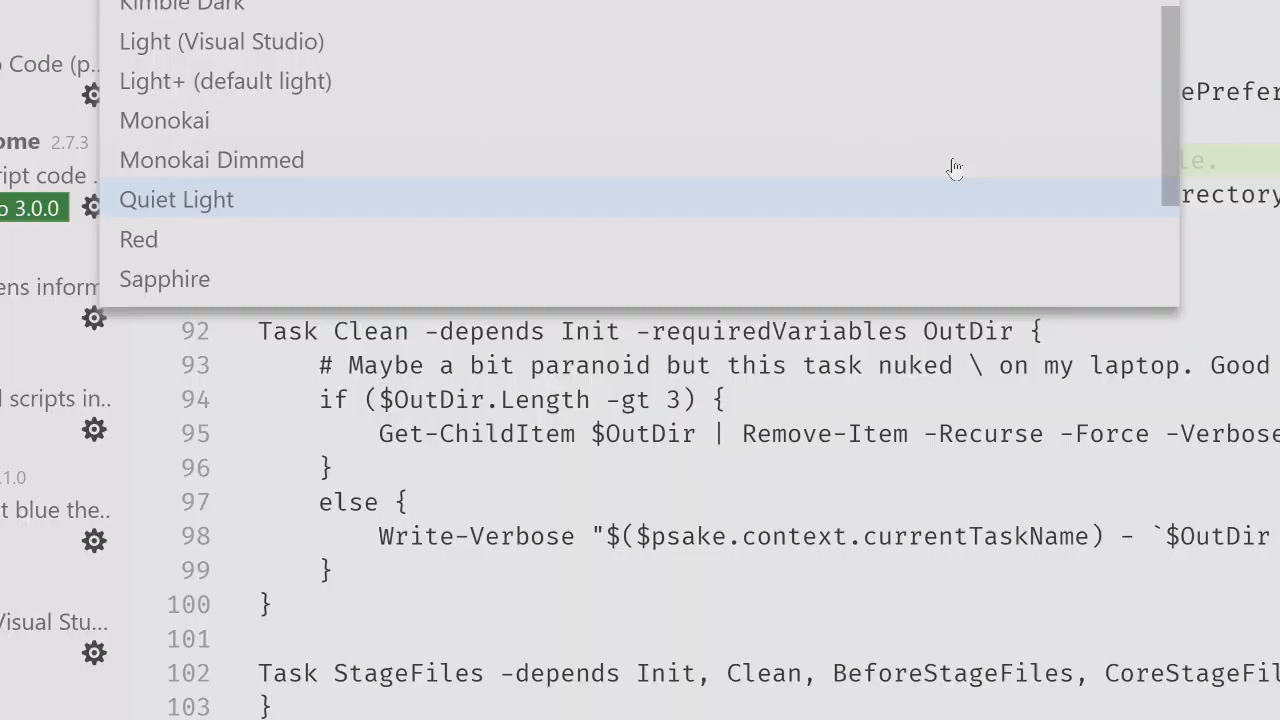 Kimbie Dark
Light (Visual Studio)
Light+ (default light)
Monokai
Monokai Dimmed
Quiet Light
Red
Sapphire
o Code (p..
ome 2.7.3
ript code .
o 3.0.0
ens inform
l scripts in..
.1.0
t blue the..
Visual Stu...
ePrefer
le.
rectory
92 Task Clean -depends Init -requiredVariables OutDir {
93 # Maybe a bit paranoid but this task nuked \ on my laptop. Good
94 if ($OutDir.Length -gt 3) {
95 Get-ChildItem $OutDir | Remove-Item -Recurse -Force -Verbose
96 }
97 else {
98 Write-Verbose "$($psake.context.currentTaskName) - `$OutDir
99 }
100 }
101
102 Task StageFiles -depends Init, Clean, BeforeStageFiles, CoreStageFil
103 }